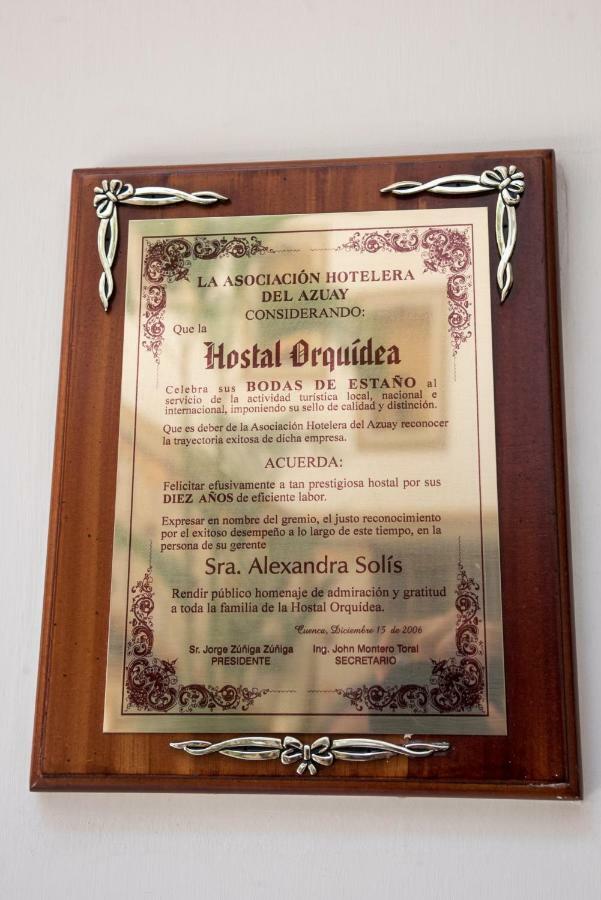 LA ASOCIACIÓN HOTELERA
DEL AZUAY
CONSIDERANDO:
Que la
Hostal Orquídea
Celebra sus BODAS DE ESTAÑO al
servicio de la actividad turística local, nacional e
internacional, imponiendo su sello de calidad y distinción.
Que es deber de la Asociación Hotelera del Azuay reconocer
la trayectoria exitosa de dicha empresa.
ACUERDA:
Felicitar efusivamente a tan prestigiosa hostal por sus
DIEZ AÑOS de eficiente labor.
Expresar en nombre del gremio, el justo reconocimiento
por el exitoso desempeño a lo largo de este tiempo, en la
persona de su gerente
Sra. Alexandra Solís
Rendir público homenaje de admiración y gratitud
a toda la familia de la Hostal Orquídea.
Cuenca, Diciembre 15 de 2006
Sr. Jorge Zúñiga Zúñiga Ing. John Montero Toral
PRESIDENTE SECRETARIO